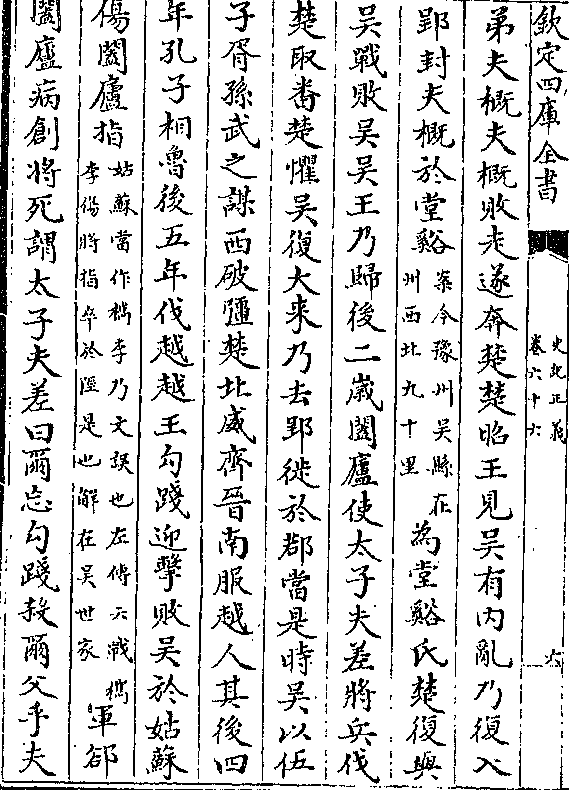 欽定四庫全書
史記正義
卷六十六
六
弟夫概夫概敗走遂奔楚楚昭王見吳有内亂乃復入
郢封夫概於堂谿
案今豫州吳縣在
州西北九十里
為堂谿氏楚復與
吳戰敗吳吳王乃歸後二歲闔廬使太子夫差將兵伐
楚取番楚懼吳復大来乃去郢徙於鄀當是時吳以伍
子胥孫武之謀西破彊楚北威齊晉南服越人其後四
年孔子相魯後五年伐越越王勾踐迎擊敗吳於姑蘇
傷闔廬指
姑蘇當作檇李乃文誤也左傳云戰檇
李傷將指卒於陘是也解在吳世家
軍郤
闔廬病創將死謂太子夫差曰爾忘勾踐殺爾父乎夫